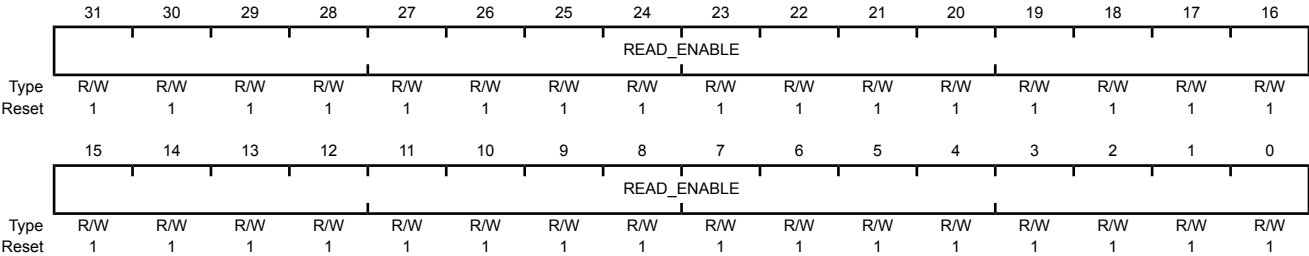 31 30 29 28 27 26 25 24 23 22 21 20 19 18 17 16
READ_ENABLE
Type R/W R/W R/W R/W R/W R/W R/W R/W R/W R/W R/W R/W R/W R/W R/W R/W
Reset 1 1 1 1 1 1 1 1 1 1 1 1 1 1 1 1
15 14 13 12 11 10 9 8 7 6 5 4 3 2 1 0
READ_ENABLE
Type R/W R/W R/W R/W R/W R/W R/W R/W R/W R/W R/W R/W R/W R/W R/W R/W
Reset 1 1 1 1 1 1 1 1 1 1 1 1 1 1 1 1